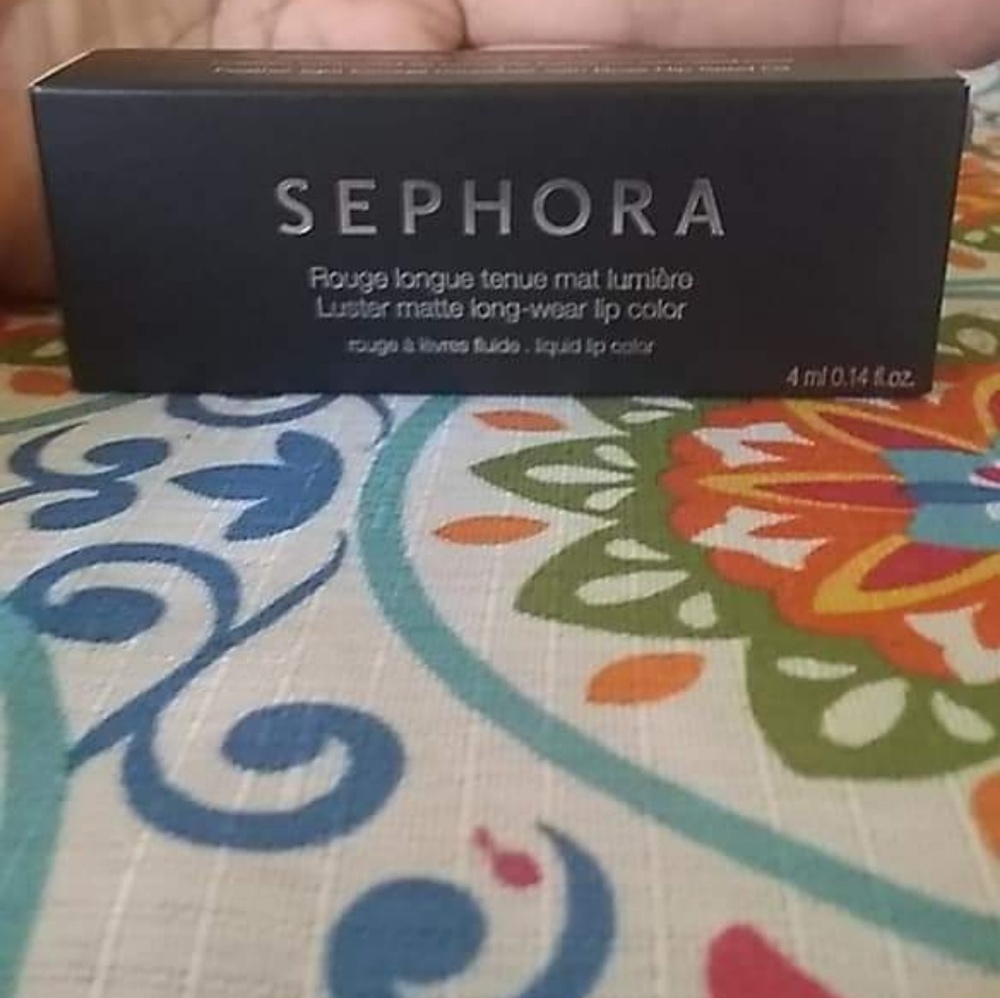 SEPHORA
Rouge longue tenue mat lumière
Luster matte long-wear lip color
rouge à lèvres fluide . liquid lip color
4 ml 0.14 fl.oz.